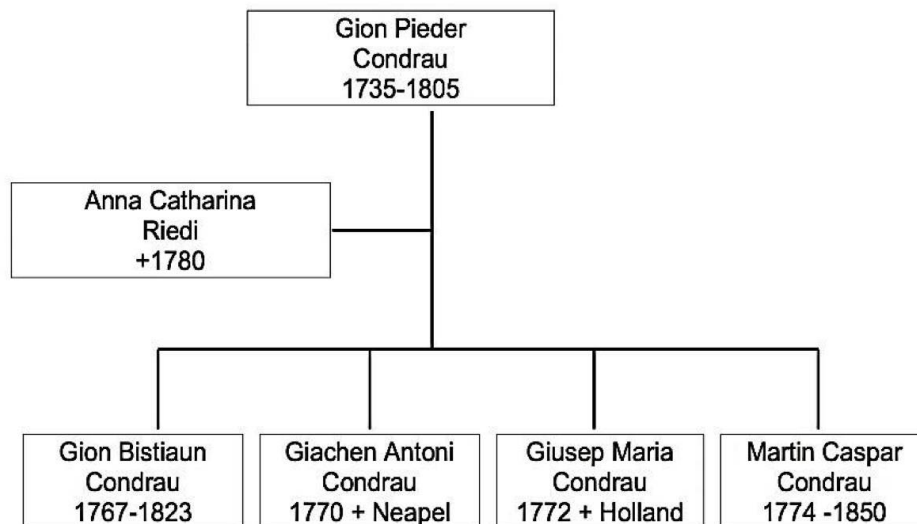 Gion Pieder
Condrau
1735-1805
Anna Catharina
Riedi
+1780
Gion Bistiaun
Condrau
1767-1823
Giachen Antoni
Condrau
1770 + Neapel
Giusep Maria
Condrau
1772 + Holland
Martin Caspar
Condrau
1774 -1850